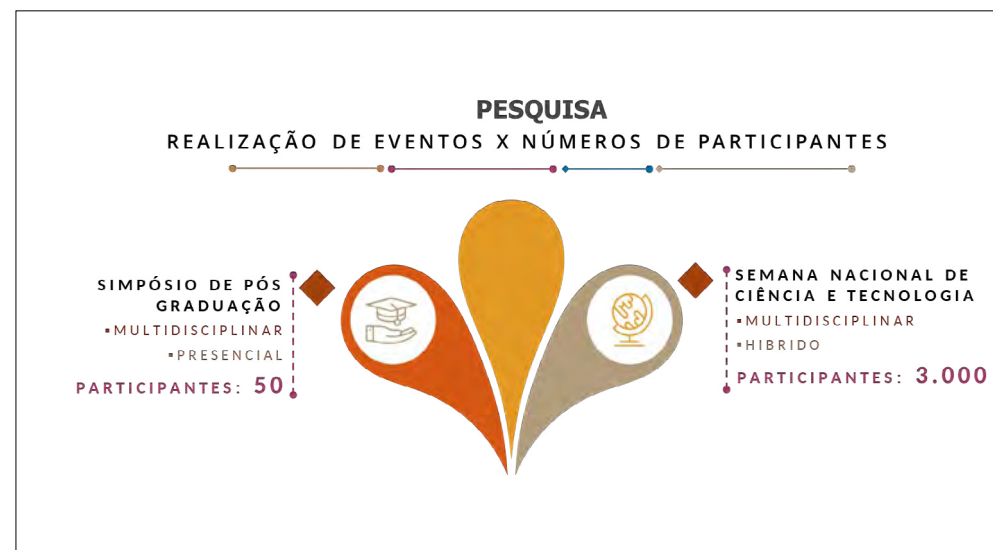 PESQUISA
REALIZAÇÃO DE EVENTOS X NÚMEROS DE PARTICIPANTES
SIMPÓSIO DE PÓS
GRADUAÇÃO
▪MULTIDISCIPLINAR
▪PRESENCIAL
PARTICIPANTES: 50
SEMANA NACIONAL DE
CIÊNCIA E TECNOLOGIA
▪MULTIDISCIPLINAR
▪HIBRIDO
PARTICIPANTES: 3.000